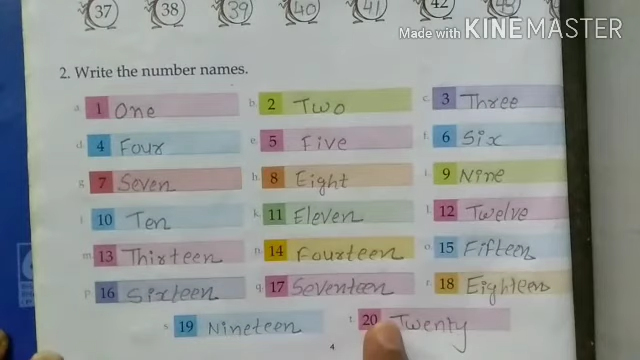 37 38 39 40 41 42
Made with KINEMASTER
2. Write the number names.
a. 1 One b. 2 Two c. 3 Three
d. 4 Four e. 5 Five f. 6 Six
g. 7 Seven h. 8 Eight i. 9 Nine
j. 10 Ten k. 11 Eleven l. 12 Twelve
m. 13 Thirteen n. 14 Fourteen o. 15 Fifteen
p. 16 Sixteen q. 17 Seventeen r. 18 Eighteen
s. 19 Nineteen t. 20 Twenty
4